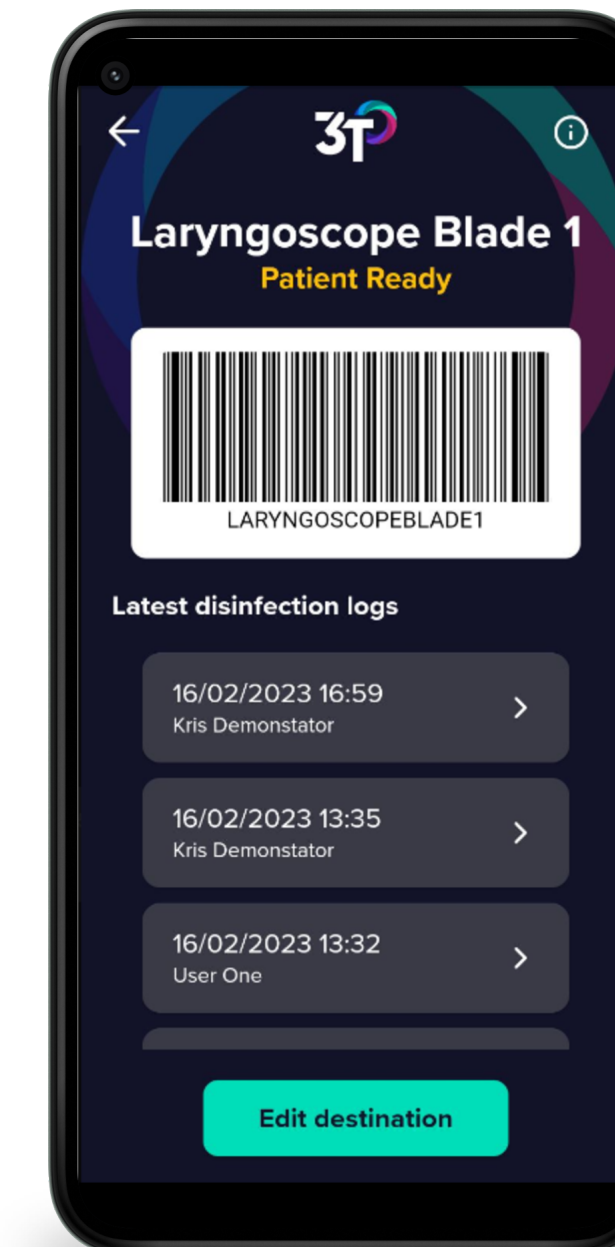 3T
Laryngoscope Blade 1
Patient Ready
LARYNGOSCOPEBLADE1
Latest disinfection logs
16/02/2023 16:59
Kris Demonstator
16/02/2023 13:35
Kris Demonstator
16/02/2023 13:32
User One
Edit destination